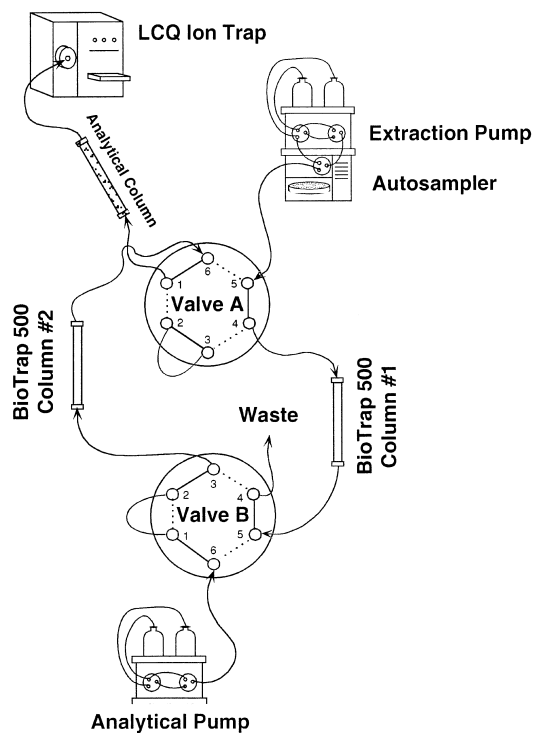 LCQ Ion Trap
Analytical Column
Extraction Pump
Autosampler
6
1
5
Valve A
2
4
3
BioTrap 500
Column #2
BioTrap 500
Column #1
Waste
3
2
4
Valve B
1
5
6
Analytical Pump